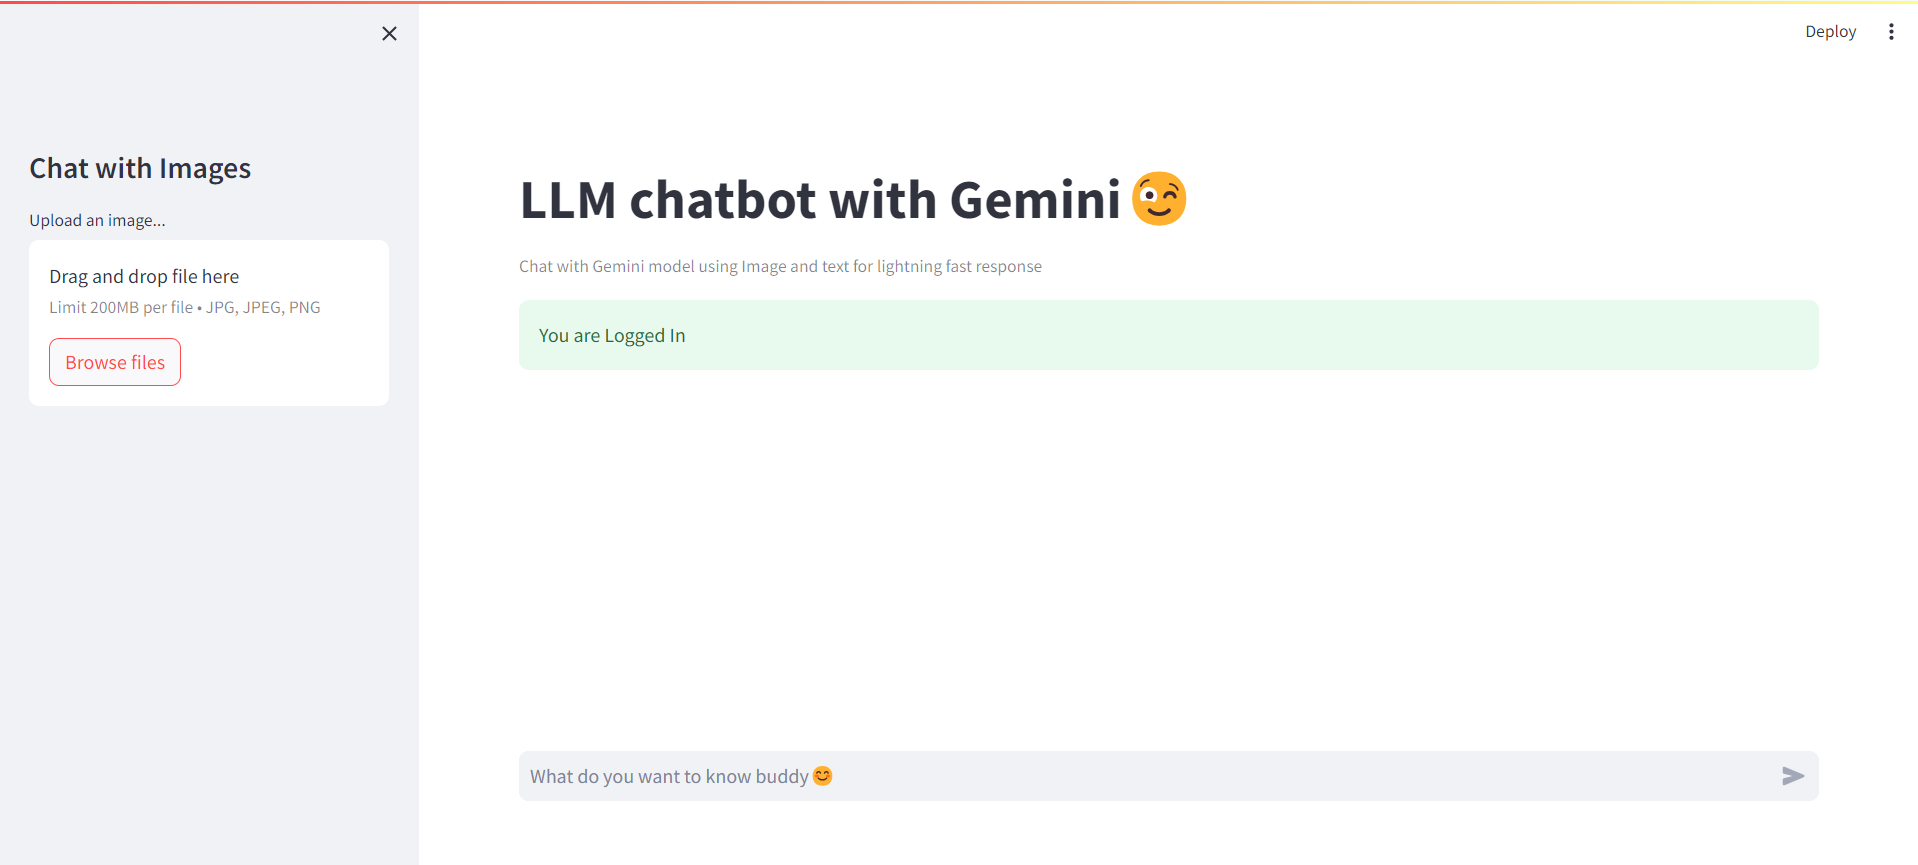 Deploy
Chat with Images
Upload an image...
Drag and drop file here
Limit 200MB per file • JPG, JPEG, PNG
Browse files
LLM chatbot with Gemini😉
Chat with Gemini model using Image and text for lightning fast response
You are Logged In
What do you want to know buddy😊